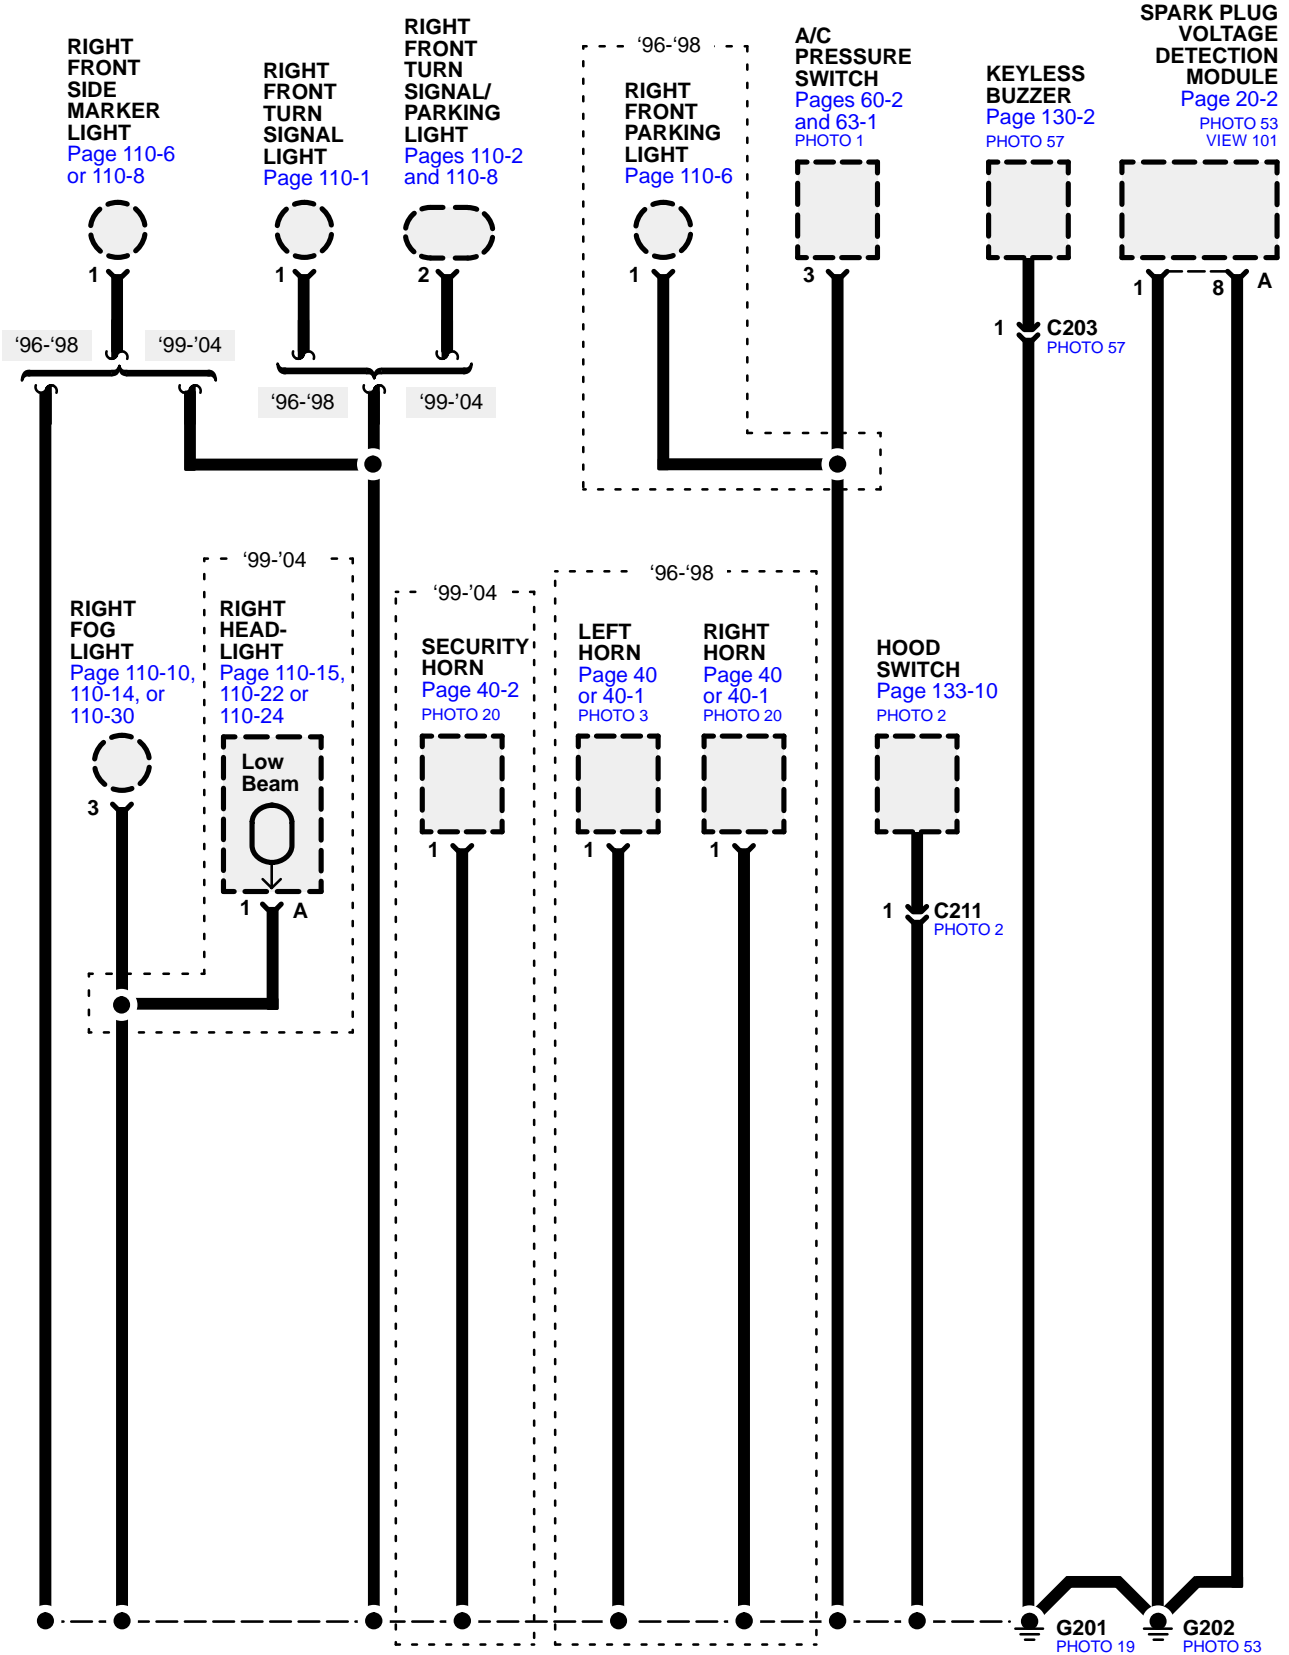 RIGHT
FRONT
SIDE
MARKER
LIGHT
Page 110-6
or 110-8
1
RIGHT
FRONT
TURN
SIGNAL
LIGHT
Page 110-1
1
RIGHT
FRONT
TURN
SIGNAL/
PARKING
LIGHT
Pages 110-2
and 110-8
2
‘96-‘98
RIGHT
FRONT
PARKING
LIGHT
Page 110-6
1
A/C
PRESSURE
SWITCH
Pages 60-2
and 63-1
PHOTO 1
3
KEYLESS
BUZZER
Page 130-2
PHOTO 57
1 C203
PHOTO 57
SPARK PLUG
VOLTAGE
DETECTION
MODULE
Page 20-2
PHOTO 53
VIEW 101
1 8 A
‘96-‘98 ‘99-’04
‘96-‘98 ‘99-’04
RIGHT
FOG
LIGHT
Page 110-10,
110-14, or
110-30
3
‘99-’04
RIGHT
HEAD-
LIGHT
Page 110-15,
110-22 or
110-24
Low
Beam
1 A
‘99-’04
SECURITY
HORN
Page 40-2
PHOTO 20
1
‘96-‘98
LEFT
HORN
Page 40
or 40-1
PHOTO 3
1
RIGHT
HORN
Page 40
or 40-1
PHOTO 20
1
HOOD
SWITCH
Page 133-10
PHOTO 2
1 C211
PHOTO 2
G201
PHOTO 19
G202
PHOTO 53